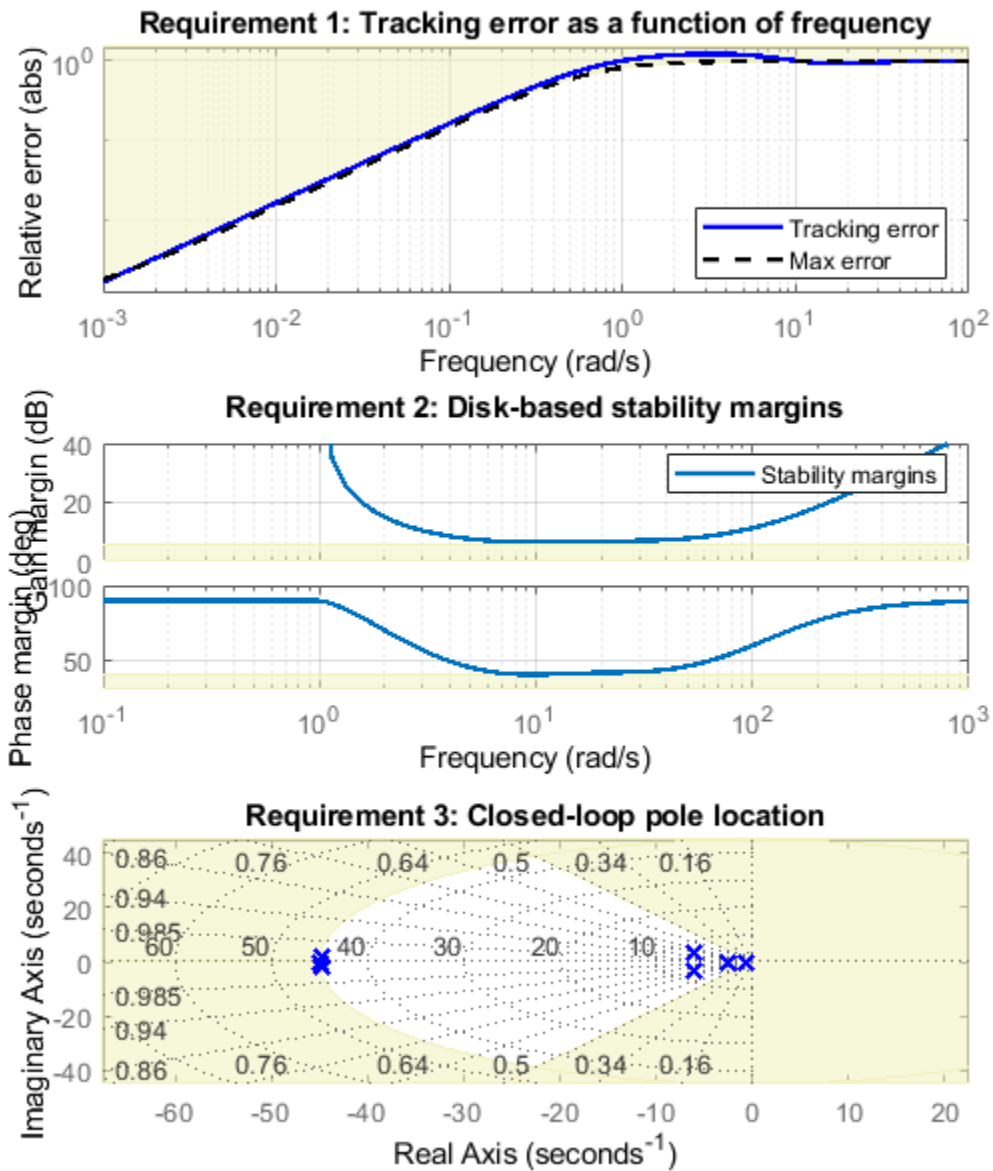 Requirement 1: Tracking error as a function of frequency
Relative error (abs)
10^0
Tracking error
Max error
10^-3 10^-2 10^-1 10^0 10^1 10^2
Frequency (rad/s)
Requirement 2: Disk-based stability margins
Gain margin (dB)
40
20
0
Stability margins
Phase margin (deg)
100
50
10^-1 10^0 10^1 10^2 10^3
Frequency (rad/s)
Requirement 3: Closed-loop pole location
Imaginary Axis (seconds^-1)
40
20
0
-20
-40
0.86 0.76 0.64 0.5 0.34 0.16
0.94
0.985
60 50 40 30 20 10
0.985
0.94
0.86 0.76 0.64 0.5 0.34 0.16
-60 -50 -40 -30 -20 -10 0 10 20
Real Axis (seconds^-1)